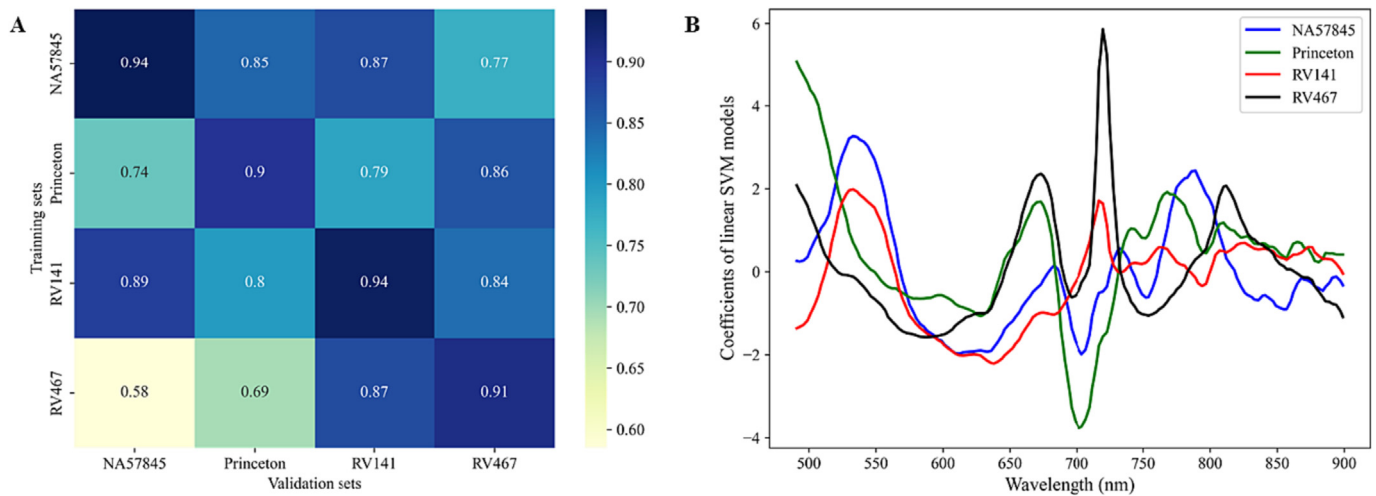 A
NA57845
Princeton
RV141
RV467
Trainning sets
0.94 0.85 0.87 0.77
0.74 0.9 0.79 0.86
0.89 0.8 0.94 0.84
0.58 0.69 0.87 0.91
NA57845 Princeton RV141 RV467
Validation sets
0.90
0.85
0.80
0.75
0.70
0.65
0.60
B
Coefficients of linear SVM models
6
4
2
0
−2
−4
NA57845
Princeton
RV141
RV467
500 550 600 650 700 750 800 850 900
Wavelength (nm)